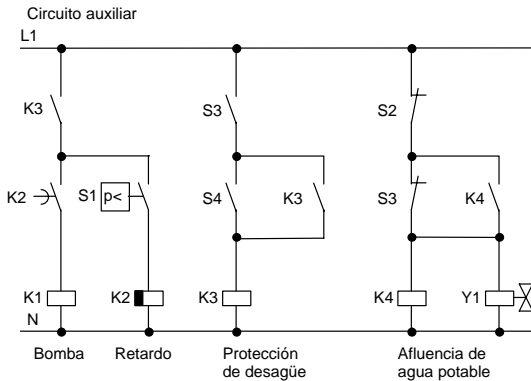 Circuito auxiliar
L1
K3
S3
S2
K2
S1 p<
S4
K3
S3
K4
K1
K2
K3
K4
Y1
N
Bomba
Retardo
Protección
de desagüe
Afluencia de
agua potable